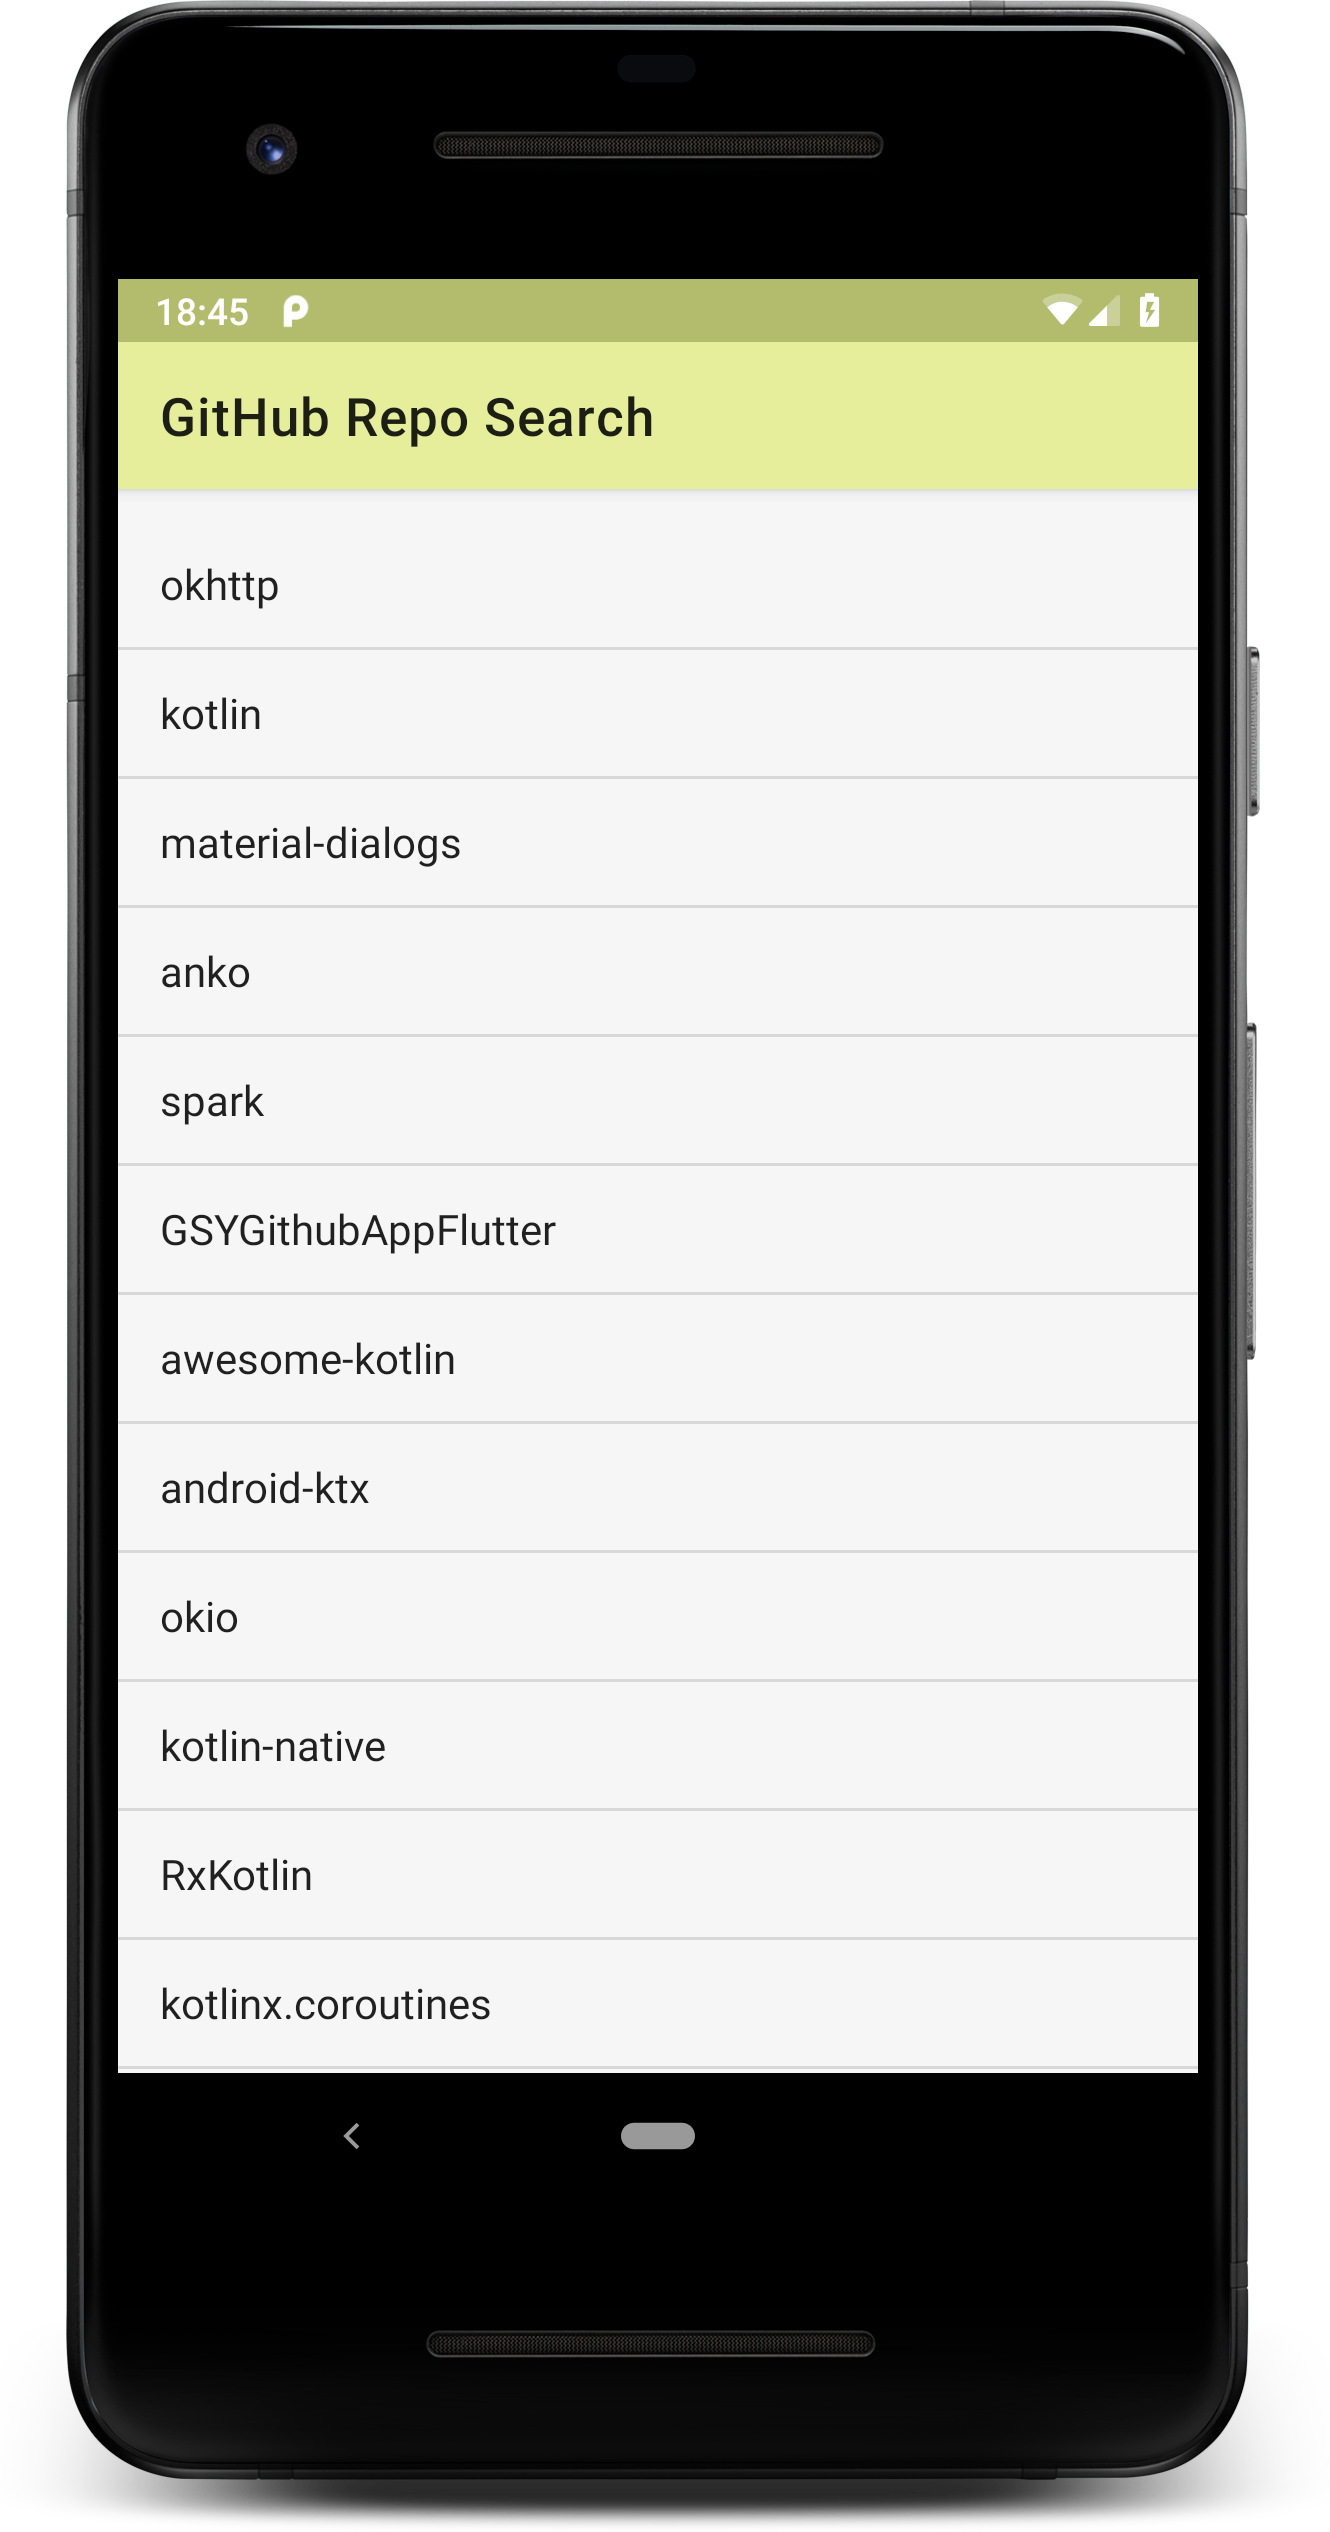 18:45
GitHub Repo Search
okhttp
kotlin
material-dialogs
anko
spark
GSYGithubAppFlutter
awesome-kotlin
android-ktx
okio
kotlin-native
RxKotlin
kotlinx.coroutines